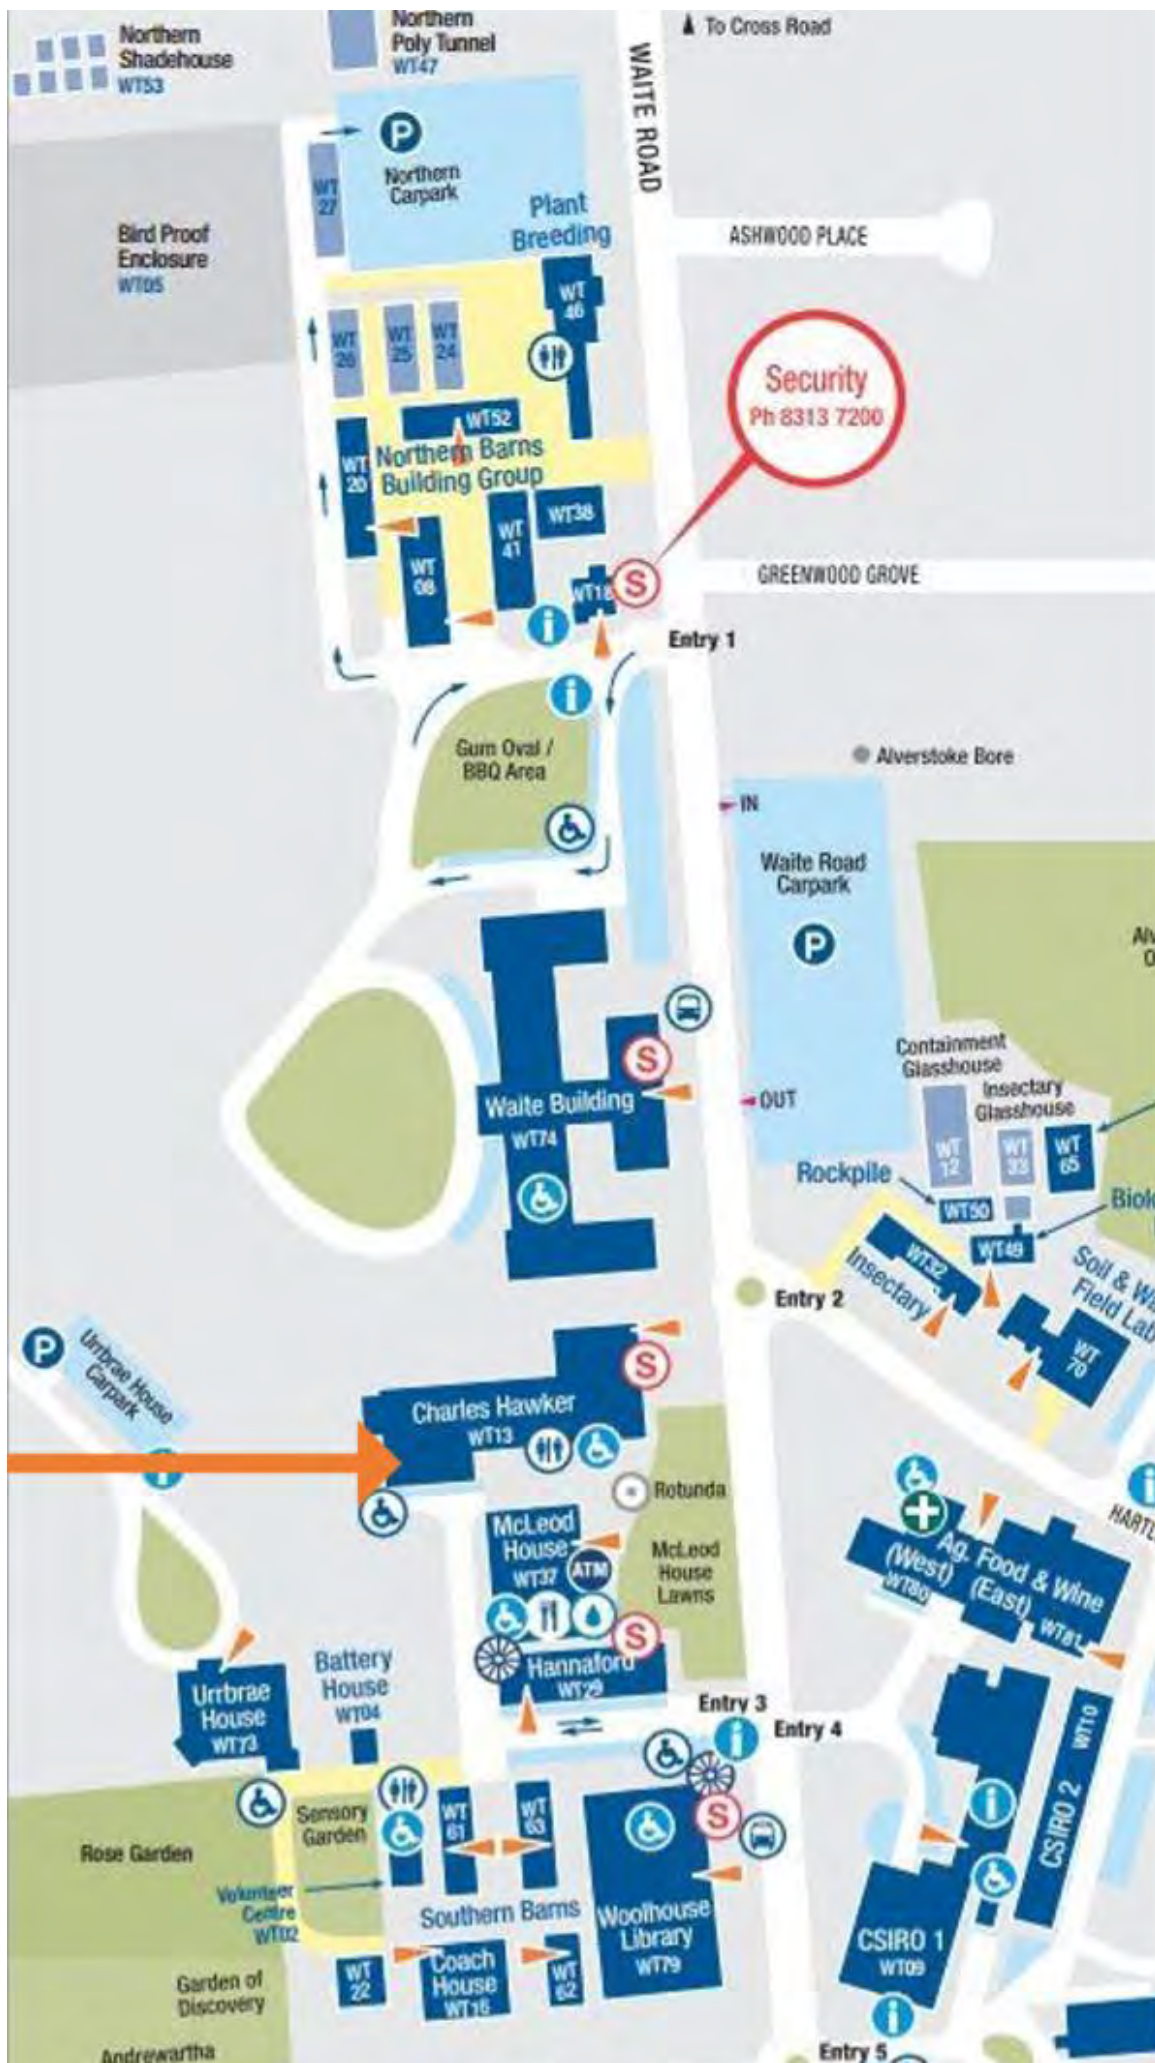 Northern
Shadehouse
WT53
Northern
Poly Tunnel
WT47
To Cross Road
WAITE ROAD
P
Northern
Carpark
WT
27
Plant
Breeding
Bird Proof
Enclosure
WT05
ASHWOOD PLACE
WT
46
WT
26
WT
25
WT
24
Security
Ph 8313 7200
WT52
Northern Barns
Building Group
WT
20
WT
41
WT38
WT
08
WT18
S
GREENWOOD GROVE
i
Entry 1
i
Gum Oval /
BBQ Area
Alverstoke Bore
IN
Waite Road
Carpark
P
Containment
Glasshouse
Insectary
Glasshouse
S
Waite Building
WT74
OUT
WT
12
WT
33
WT
65
Rockpile
WT50
WT49
WT32
Insectary
Entry 2
Field Lab
WT
70
P
Urrbrae House
Carpark
S
Charles Hawker
WT13
i
Rotunda
i
McLeod
House
WT37
ATM
McLeod
House
Lawns
Ag. Food & Wine
(West)
(East)
WT80
WT81
S
Hannaford
WT29
Battery
House
WT04
Urrbrae
House
WT73
Entry 3
i
Entry 4
WT10
CSIRO 2
i
Sensory
Garden
WT
61
WT
63
S
Rose Garden
Volunteer
Centre
WT02
Southern Barns
Woolhouse
Library
WT79
CSIRO 1
WT09
Garden of
Discovery
WT
22
Coach
House
WT16
WT
62
i
Andrewartha
Entry 5